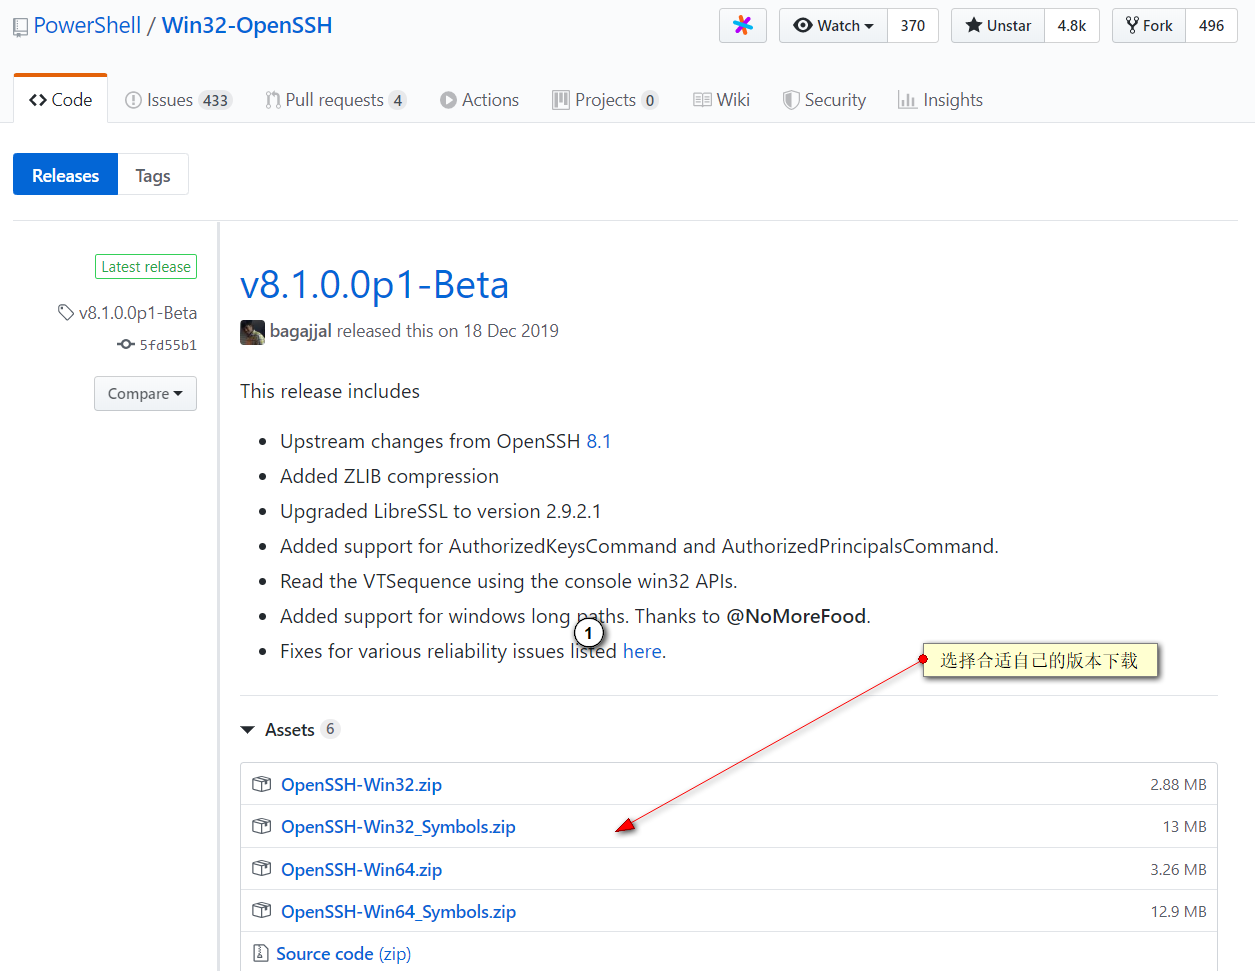 PowerShell / Win32-OpenSSH
Watch 370 Unstar 4.8k Fork 496
Code Issues 433 Pull requests 4 Actions Projects 0 Wiki Security Insights
Releases Tags
Latest release
v8.1.0.0p1-Beta
5fd55b1
Compare
v8.1.0.0p1-Beta
bagajjal released this on 18 Dec 2019
This release includes
Upstream changes from OpenSSH 8.1
Added ZLIB compression
Upgraded LibreSSL to version 2.9.2.1
Added support for AuthorizedKeysCommand and AuthorizedPrincipalsCommand.
Read the VTSequence using the console win32 APIs.
Added support for windows long paths. Thanks to @NoMoreFood.
1
Fixes for various reliability issues listed here.
选择合适自己的版本下载
Assets 6
OpenSSH-Win32.zip 2.88 MB
OpenSSH-Win32_Symbols.zip 13 MB
OpenSSH-Win64.zip 3.26 MB
OpenSSH-Win64_Symbols.zip 12.9 MB
Source code (zip)